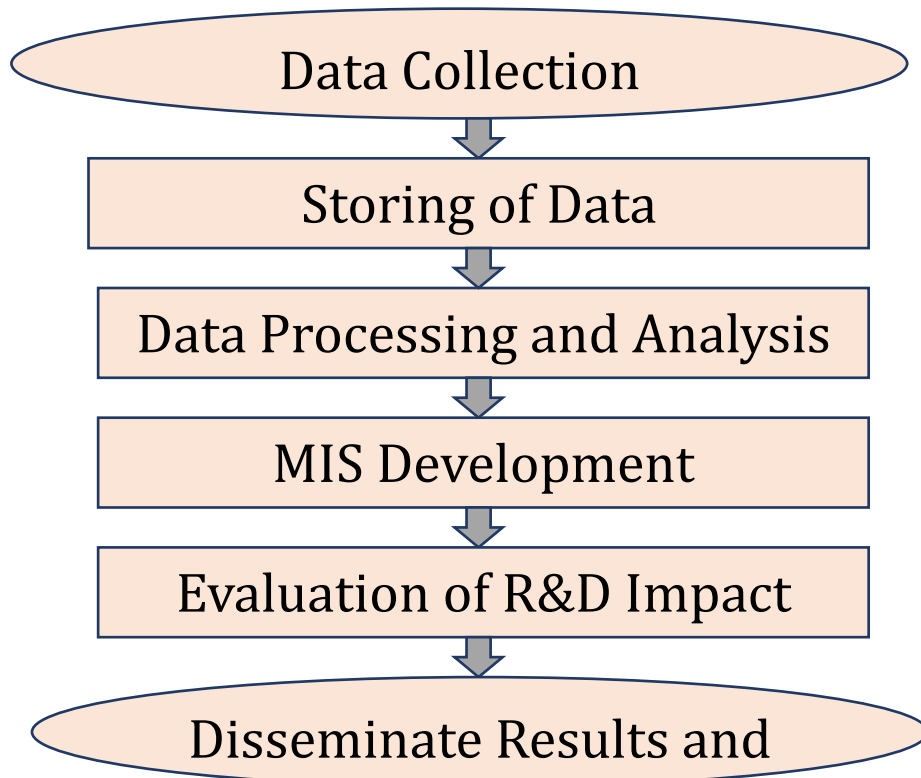 Data Collection
Storing of Data
Data Processing and Analysis
MIS Development
Evaluation of R&D Impact
Disseminate Results and